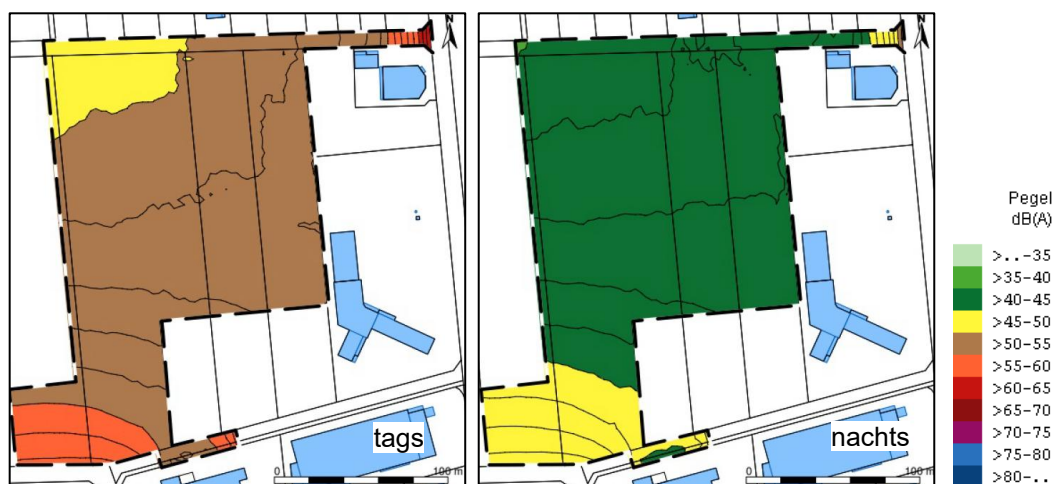 N
N
tags
0 100 m
nachts
0 100 m
Pegel
dB(A)
>..-35
>35-40
>40-45
>45-50
>50-55
>55-60
>60-65
>65-70
>70-75
>75-80
>80-..